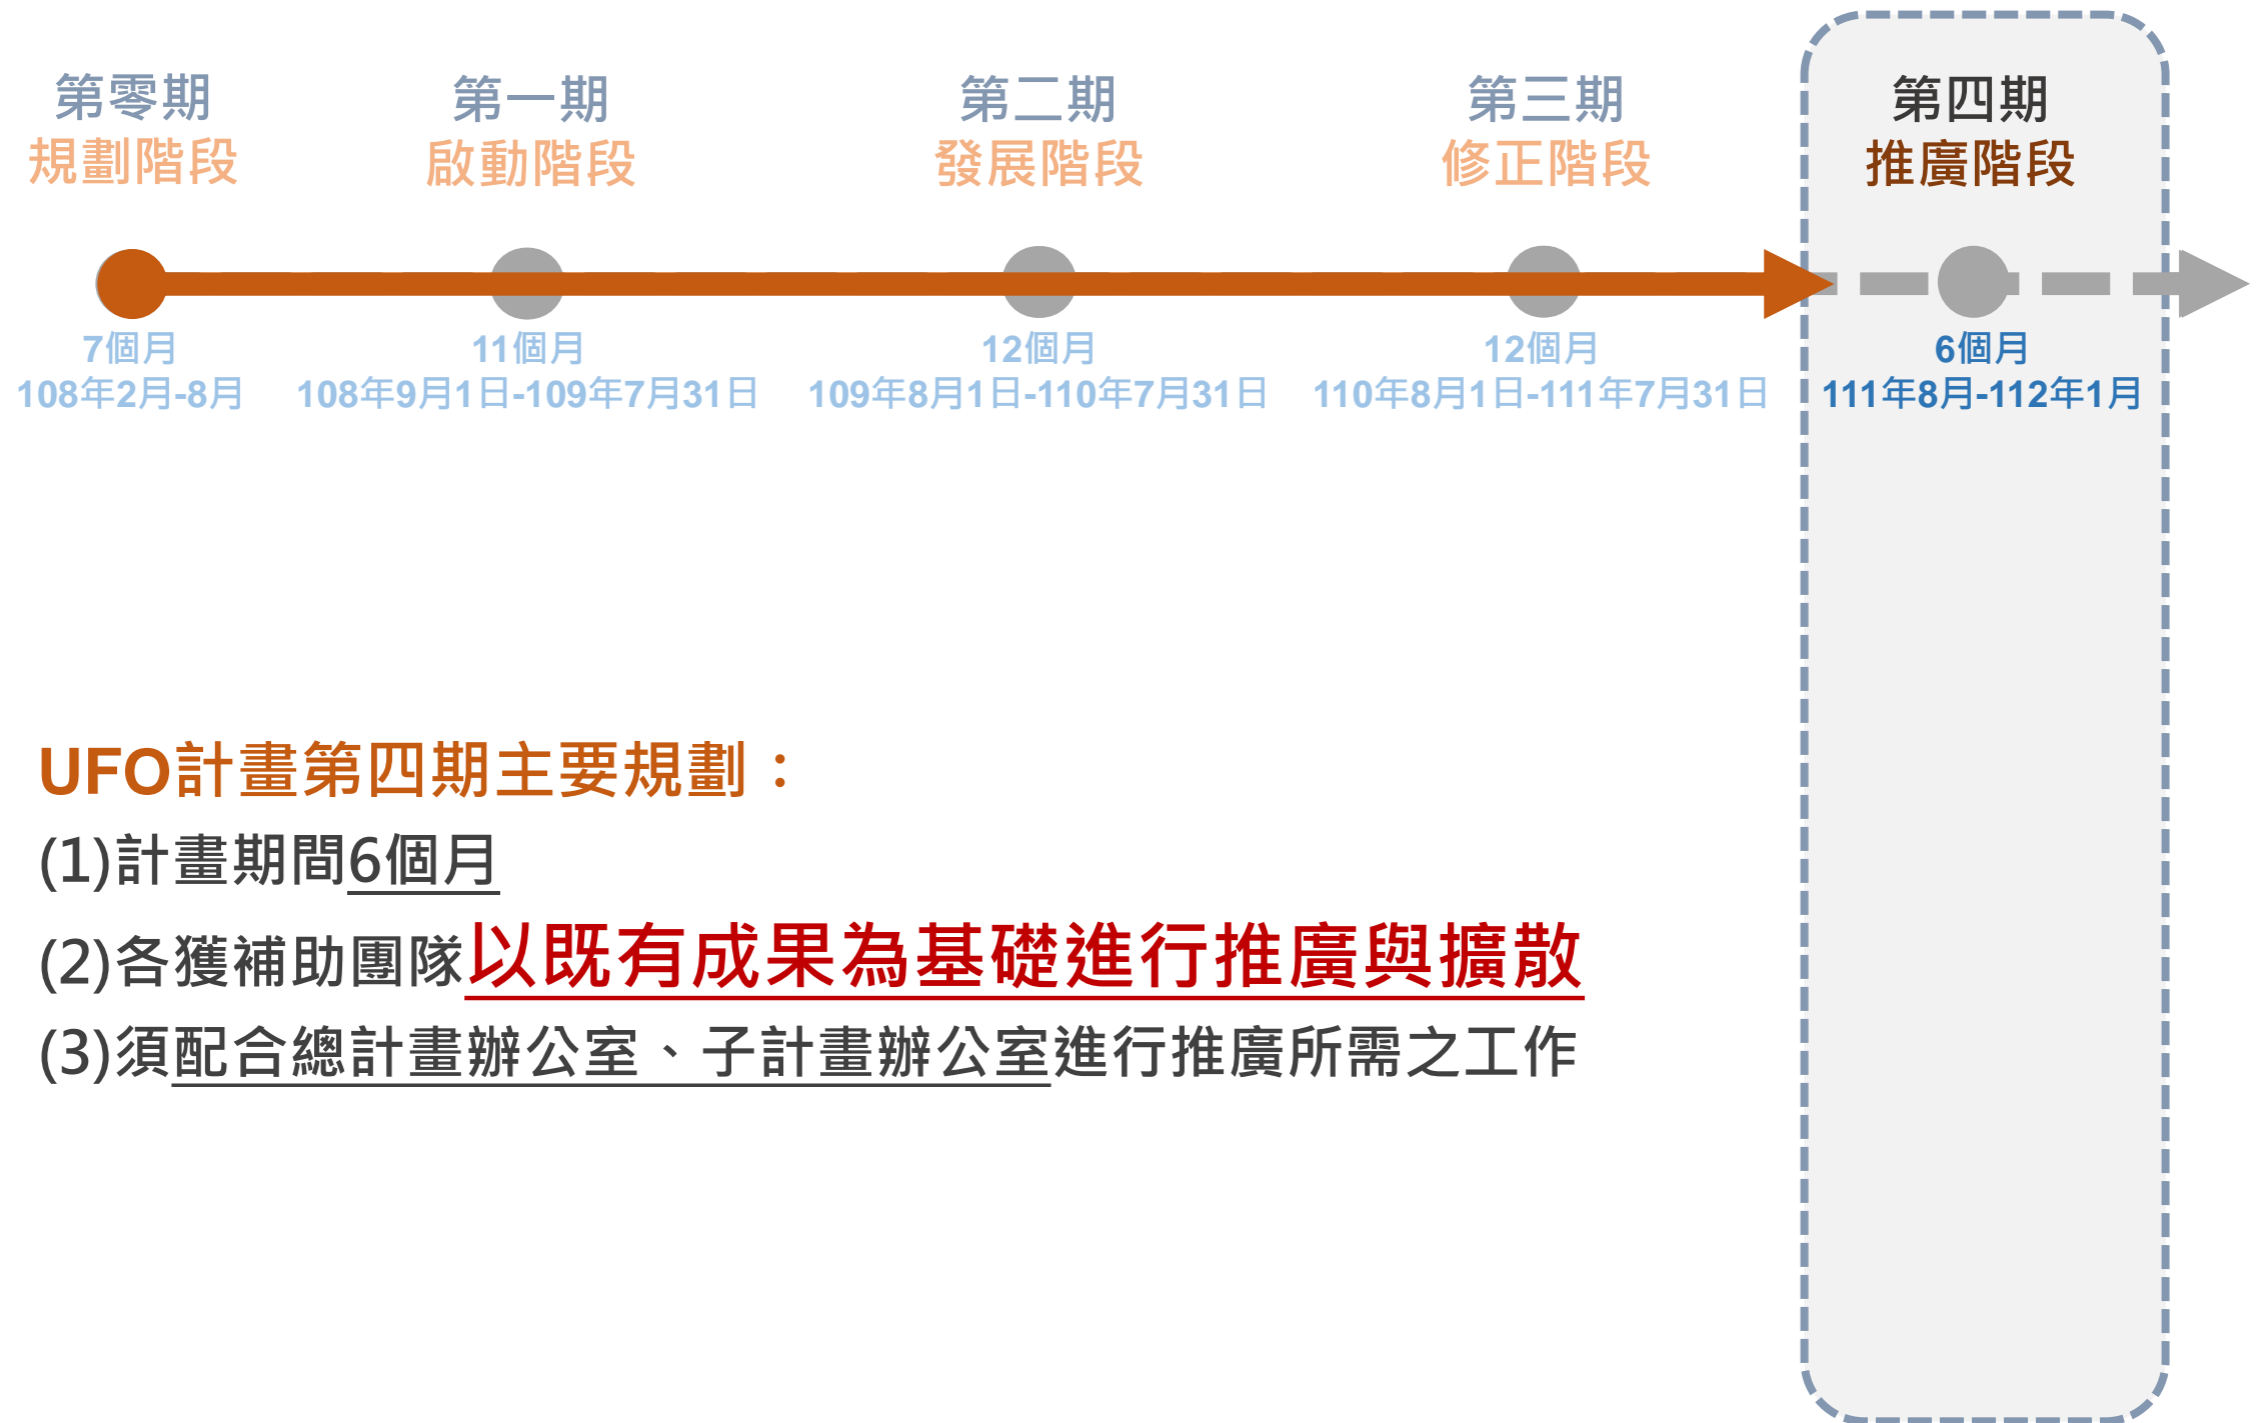 第零期
規劃階段
7個月
108年2月-8月
第一期
啟動階段
11個月
108年9月1日-109年7月31日
第二期
發展階段
12個月
109年8月1日-110年7月31日
第三期
修正階段
12個月
110年8月1日-111年7月31日
第四期
推廣階段
6個月
111年8月-112年1月
UFO計畫第四期主要規劃：
(1)計畫期間6個月
(2)各獲補助團隊以既有成果為基礎進行推廣與擴散
(3)須配合總計畫辦公室、子計畫辦公室進行推廣所需之工作